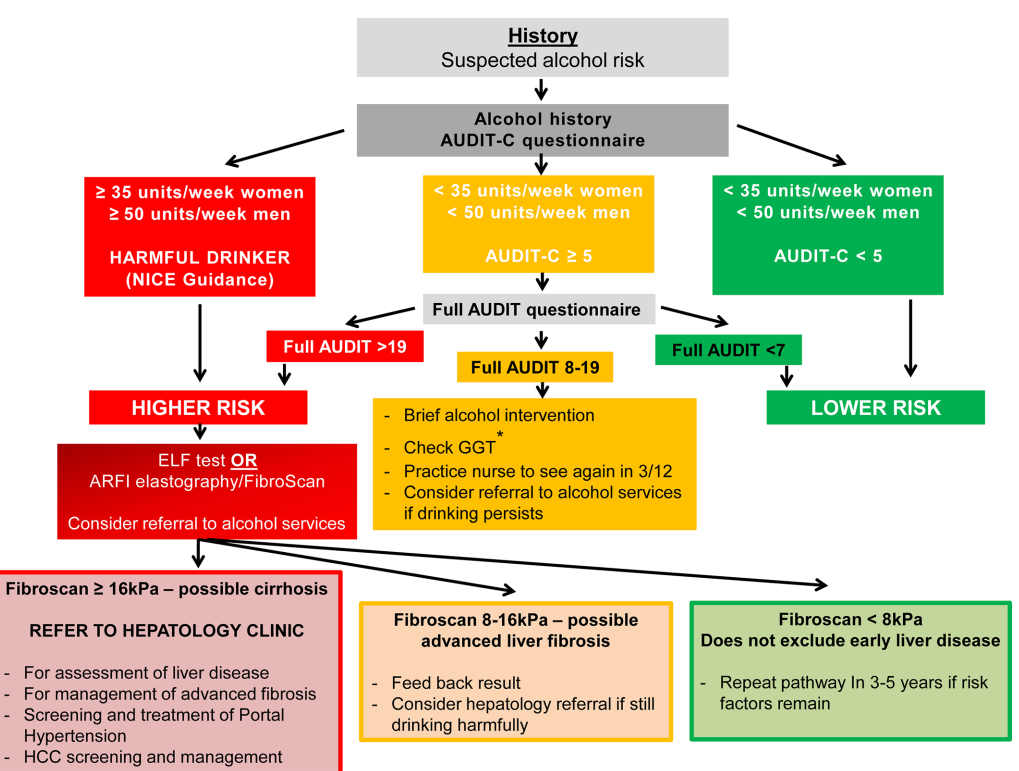 History
Suspected alcohol risk
Alcohol history
AUDIT-C questionnaire
≥ 35 units/week women
≥ 50 units/week men
HARMFUL DRINKER
(NICE Guidance)
< 35 units/week women
< 50 units/week men
AUDIT-C ≥ 5
< 35 units/week women
< 50 units/week men
AUDIT-C < 5
Full AUDIT questionnaire
Full AUDIT >19
Full AUDIT 8-19
Full AUDIT <7
HIGHER RISK
LOWER RISK
- Brief alcohol intervention
- Check GGT*
- Practice nurse to see again in 3/12
- Consider referral to alcohol services
if drinking persists
ELF test OR
ARFI elastography/FibroScan
Consider referral to alcohol services
Fibroscan ≥ 16kPa – possible cirrhosis
REFER TO HEPATOLOGY CLINIC
- For assessment of liver disease
- For management of advanced fibrosis
- Screening and treatment of Portal
Hypertension
- HCC screening and management
Fibroscan 8-16kPa – possible
advanced liver fibrosis
- Feed back result
- Consider hepatology referral if still
drinking harmfully
Fibroscan < 8kPa
Does not exclude early liver disease
- Repeat pathway In 3-5 years if risk
factors remain